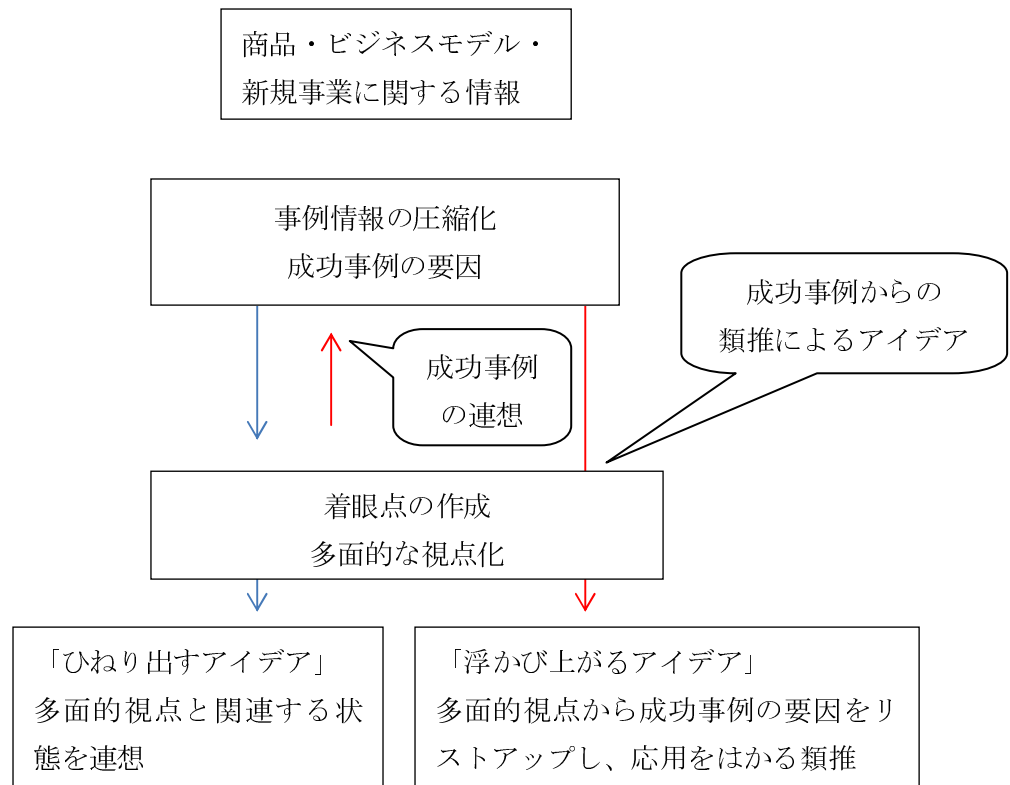 商品・ビジネスモデル・
新規事業に関する情報
事例情報の圧縮化
成功事例の要因
成功事例からの
類推によるアイデア
成功事例
の連想
着眼点の作成
多面的な視点化
「ひねり出すアイデア」
多面的視点と関連する状
態を連想
「浮かび上がるアイデア」
多面的視点から成功事例の要因をリ
ストアップし、応用をはかる類推